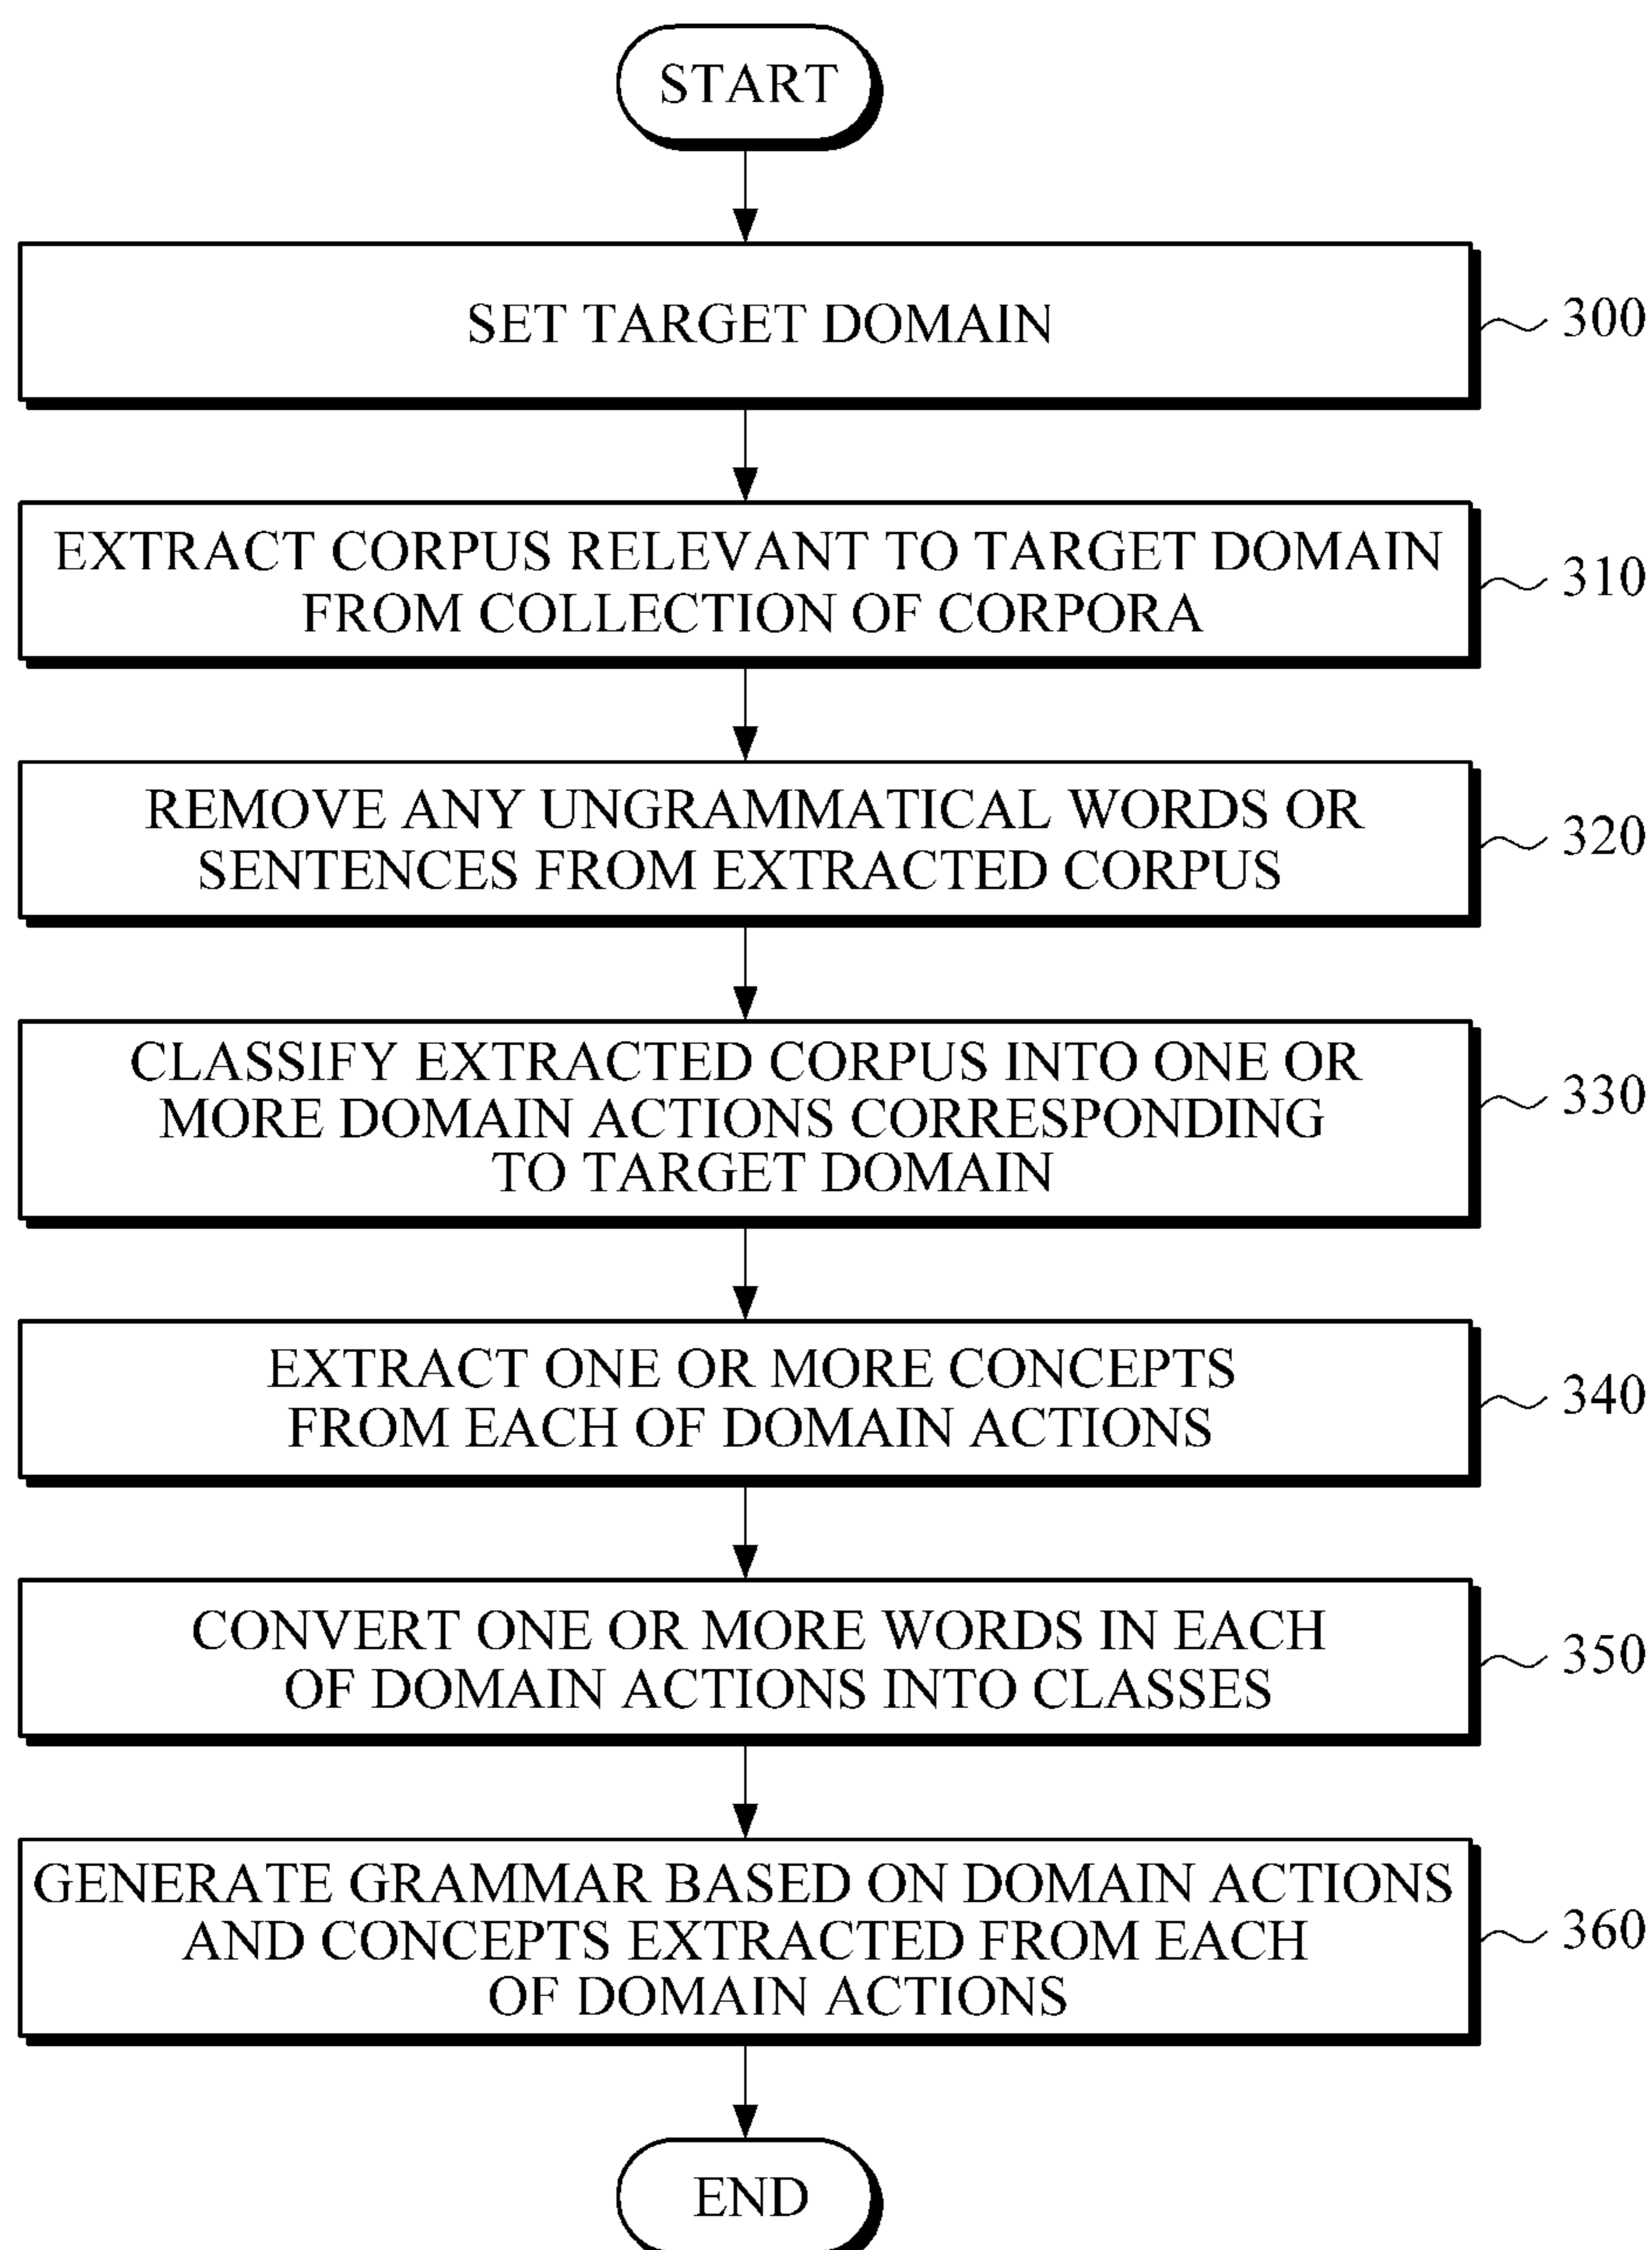 START
SET TARGET DOMAIN
300
EXTRACT CORPUS RELEVANT TO TARGET DOMAIN
FROM COLLECTION OF CORPORA
310
REMOVE ANY UNGRAMMATICAL WORDS OR
SENTENCES FROM EXTRACTED CORPUS
320
CLASSIFY EXTRACTED CORPUS INTO ONE OR
MORE DOMAIN ACTIONS CORRESPONDING
TO TARGET DOMAIN
330
EXTRACT ONE OR MORE CONCEPTS
FROM EACH OF DOMAIN ACTIONS
340
CONVERT ONE OR MORE WORDS IN EACH
OF DOMAIN ACTIONS INTO CLASSES
350
GENERATE GRAMMAR BASED ON DOMAIN ACTIONS
AND CONCEPTS EXTRACTED FROM EACH
OF DOMAIN ACTIONS
360
END